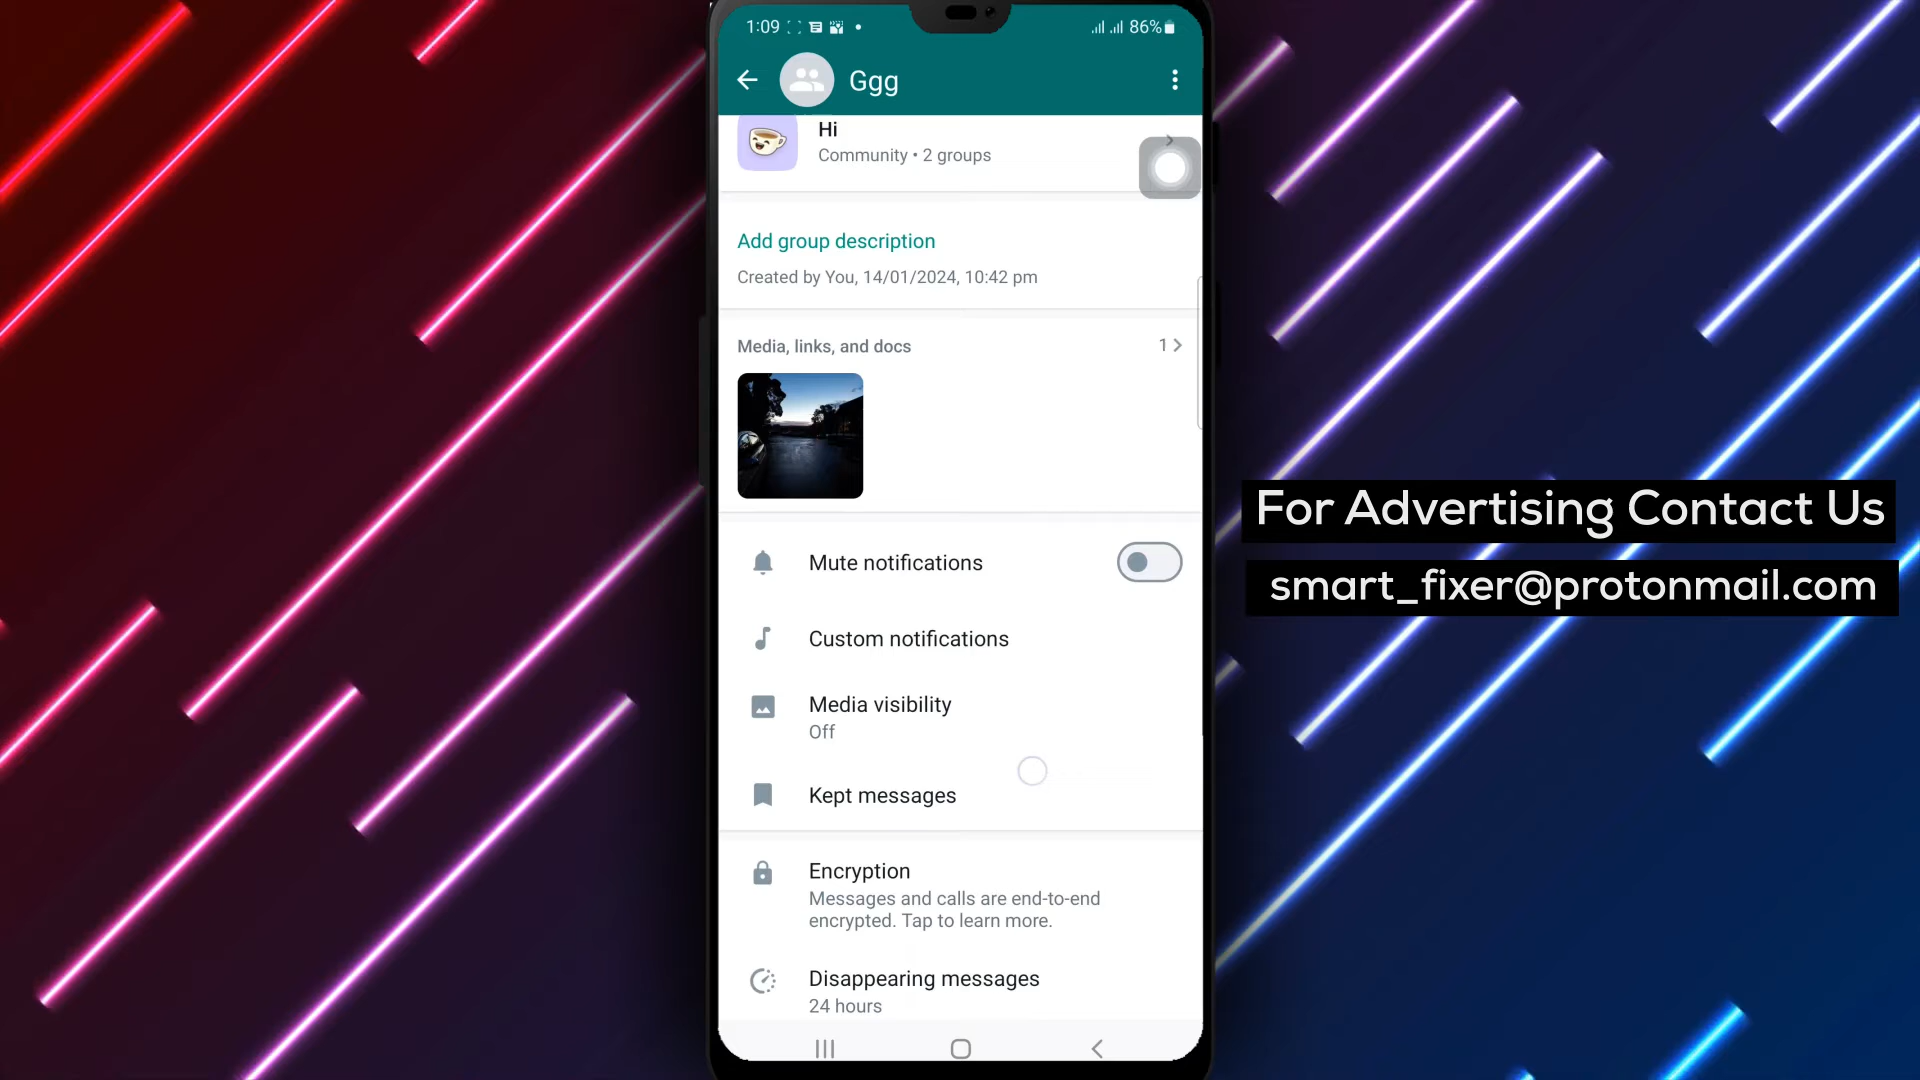 1:09
86%
Ggg
Hi
Community • 2 groups
Add group description
Created by You, 14/01/2024, 10:42 pm
Media, links, and docs
1
Mute notifications
Custom notifications
Media visibility
Off
Kept messages
Encryption
Messages and calls are end-to-end
encrypted. Tap to learn more.
Disappearing messages
24 hours
For Advertising Contact Us
smart_fixer@protonmail.com